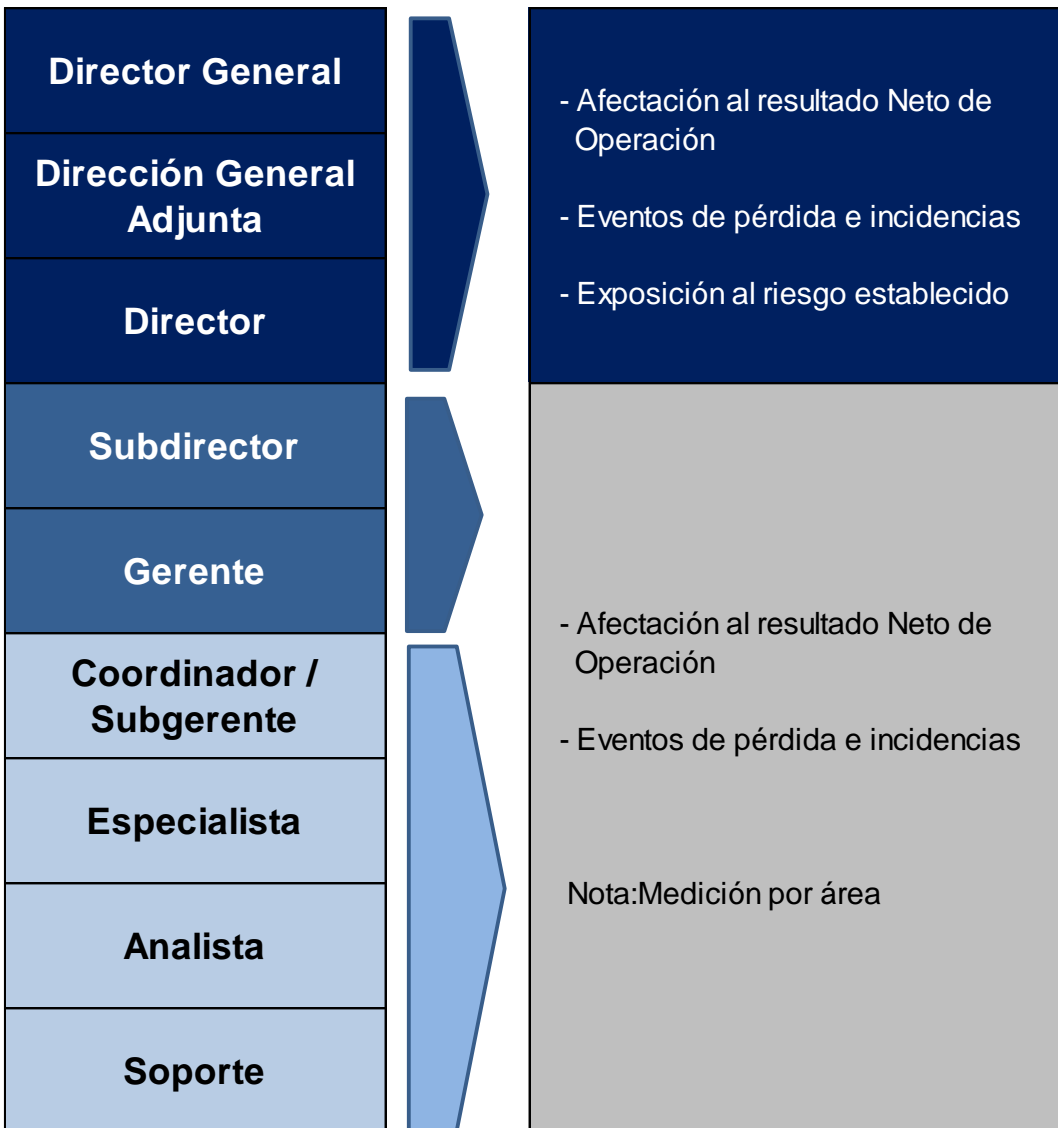 Director General
Dirección General
Adjunta
Director
- Afectación al resultado Neto de
Operación
- Eventos de pérdida e incidencias
- Exposición al riesgo establecido
Subdirector
Gerente
Coordinador /
Subgerente
Especialista
Analista
Soporte
- Afectación al resultado Neto de
Operación
- Eventos de pérdida e incidencias
Nota:Medición por área